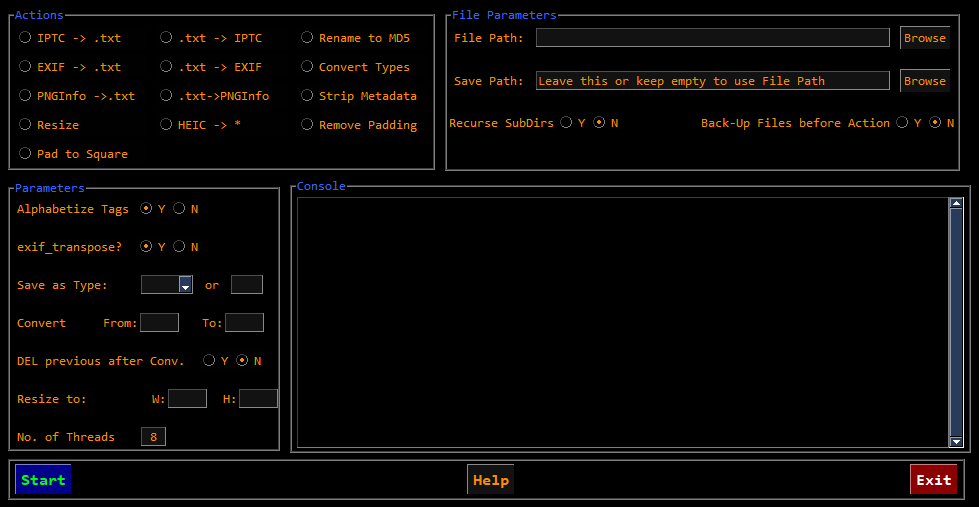 Actions
IPTC -> .txt .txt -> IPTC Rename to MD5
EXIF -> .txt .txt -> EXIF Convert Types
PNGInfo ->.txt .txt->PNGInfo Strip Metadata
Resize HEIC -> * Remove Padding
Pad to Square
File Parameters
File Path: Browse
Save Path: Leave this or keep empty to use File Path Browse
Recurse SubDirs Y N Back-Up Files before Action Y N
Parameters
Alphabetize Tags Y N
exif_transpose? Y N
Save as Type: or
Convert From: To:
DEL previous after Conv. Y N
Resize to: W: H:
No. of Threads 8
Console
Start Help Exit